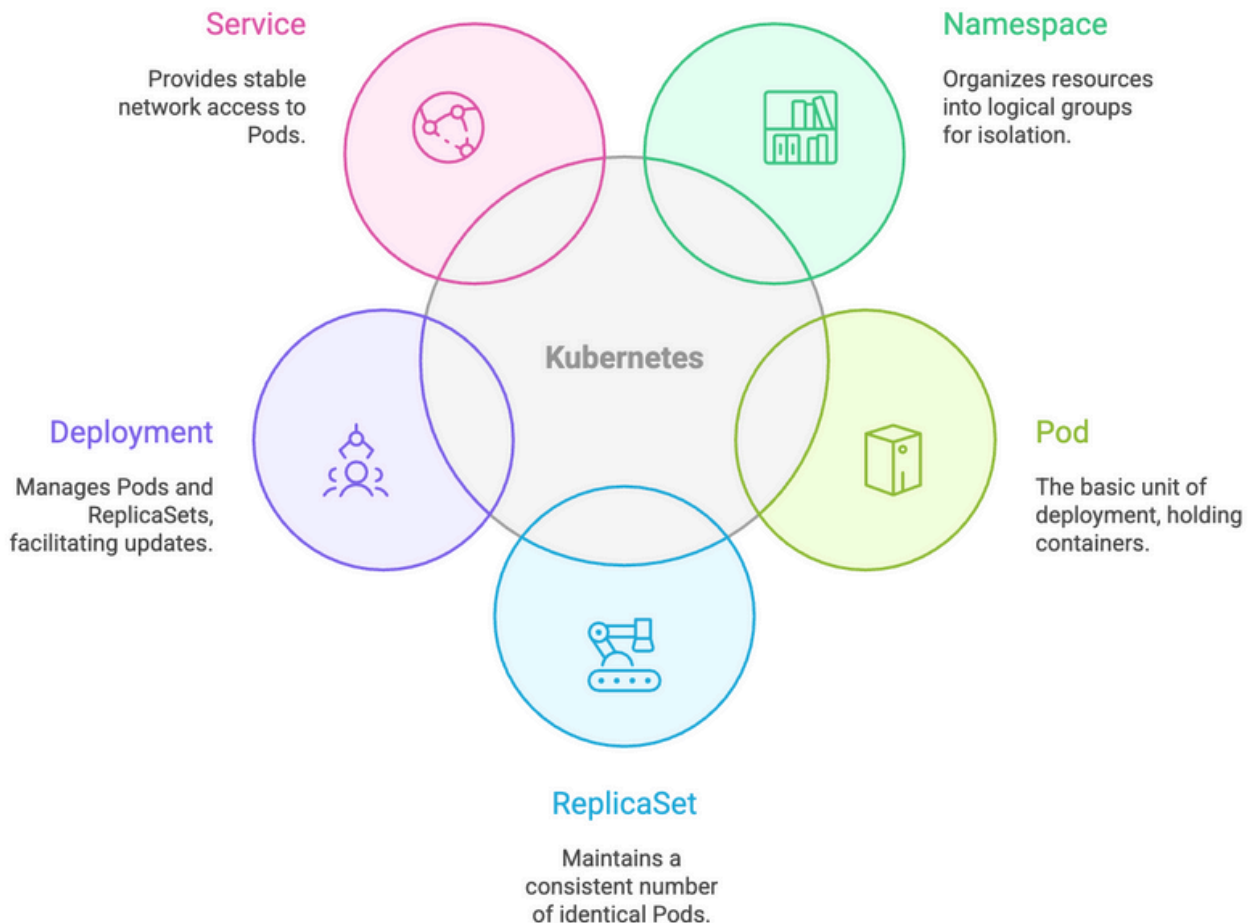 Service
Provides stable
network access to
Pods.
Namespace
Organizes resources
into logical groups
for isolation.
Kubernetes
Deployment
Manages Pods and
ReplicaSets,
facilitating updates.
Pod
The basic unit of
deployment, holding
containers.
ReplicaSet
Maintains a
consistent number
of identical Pods.